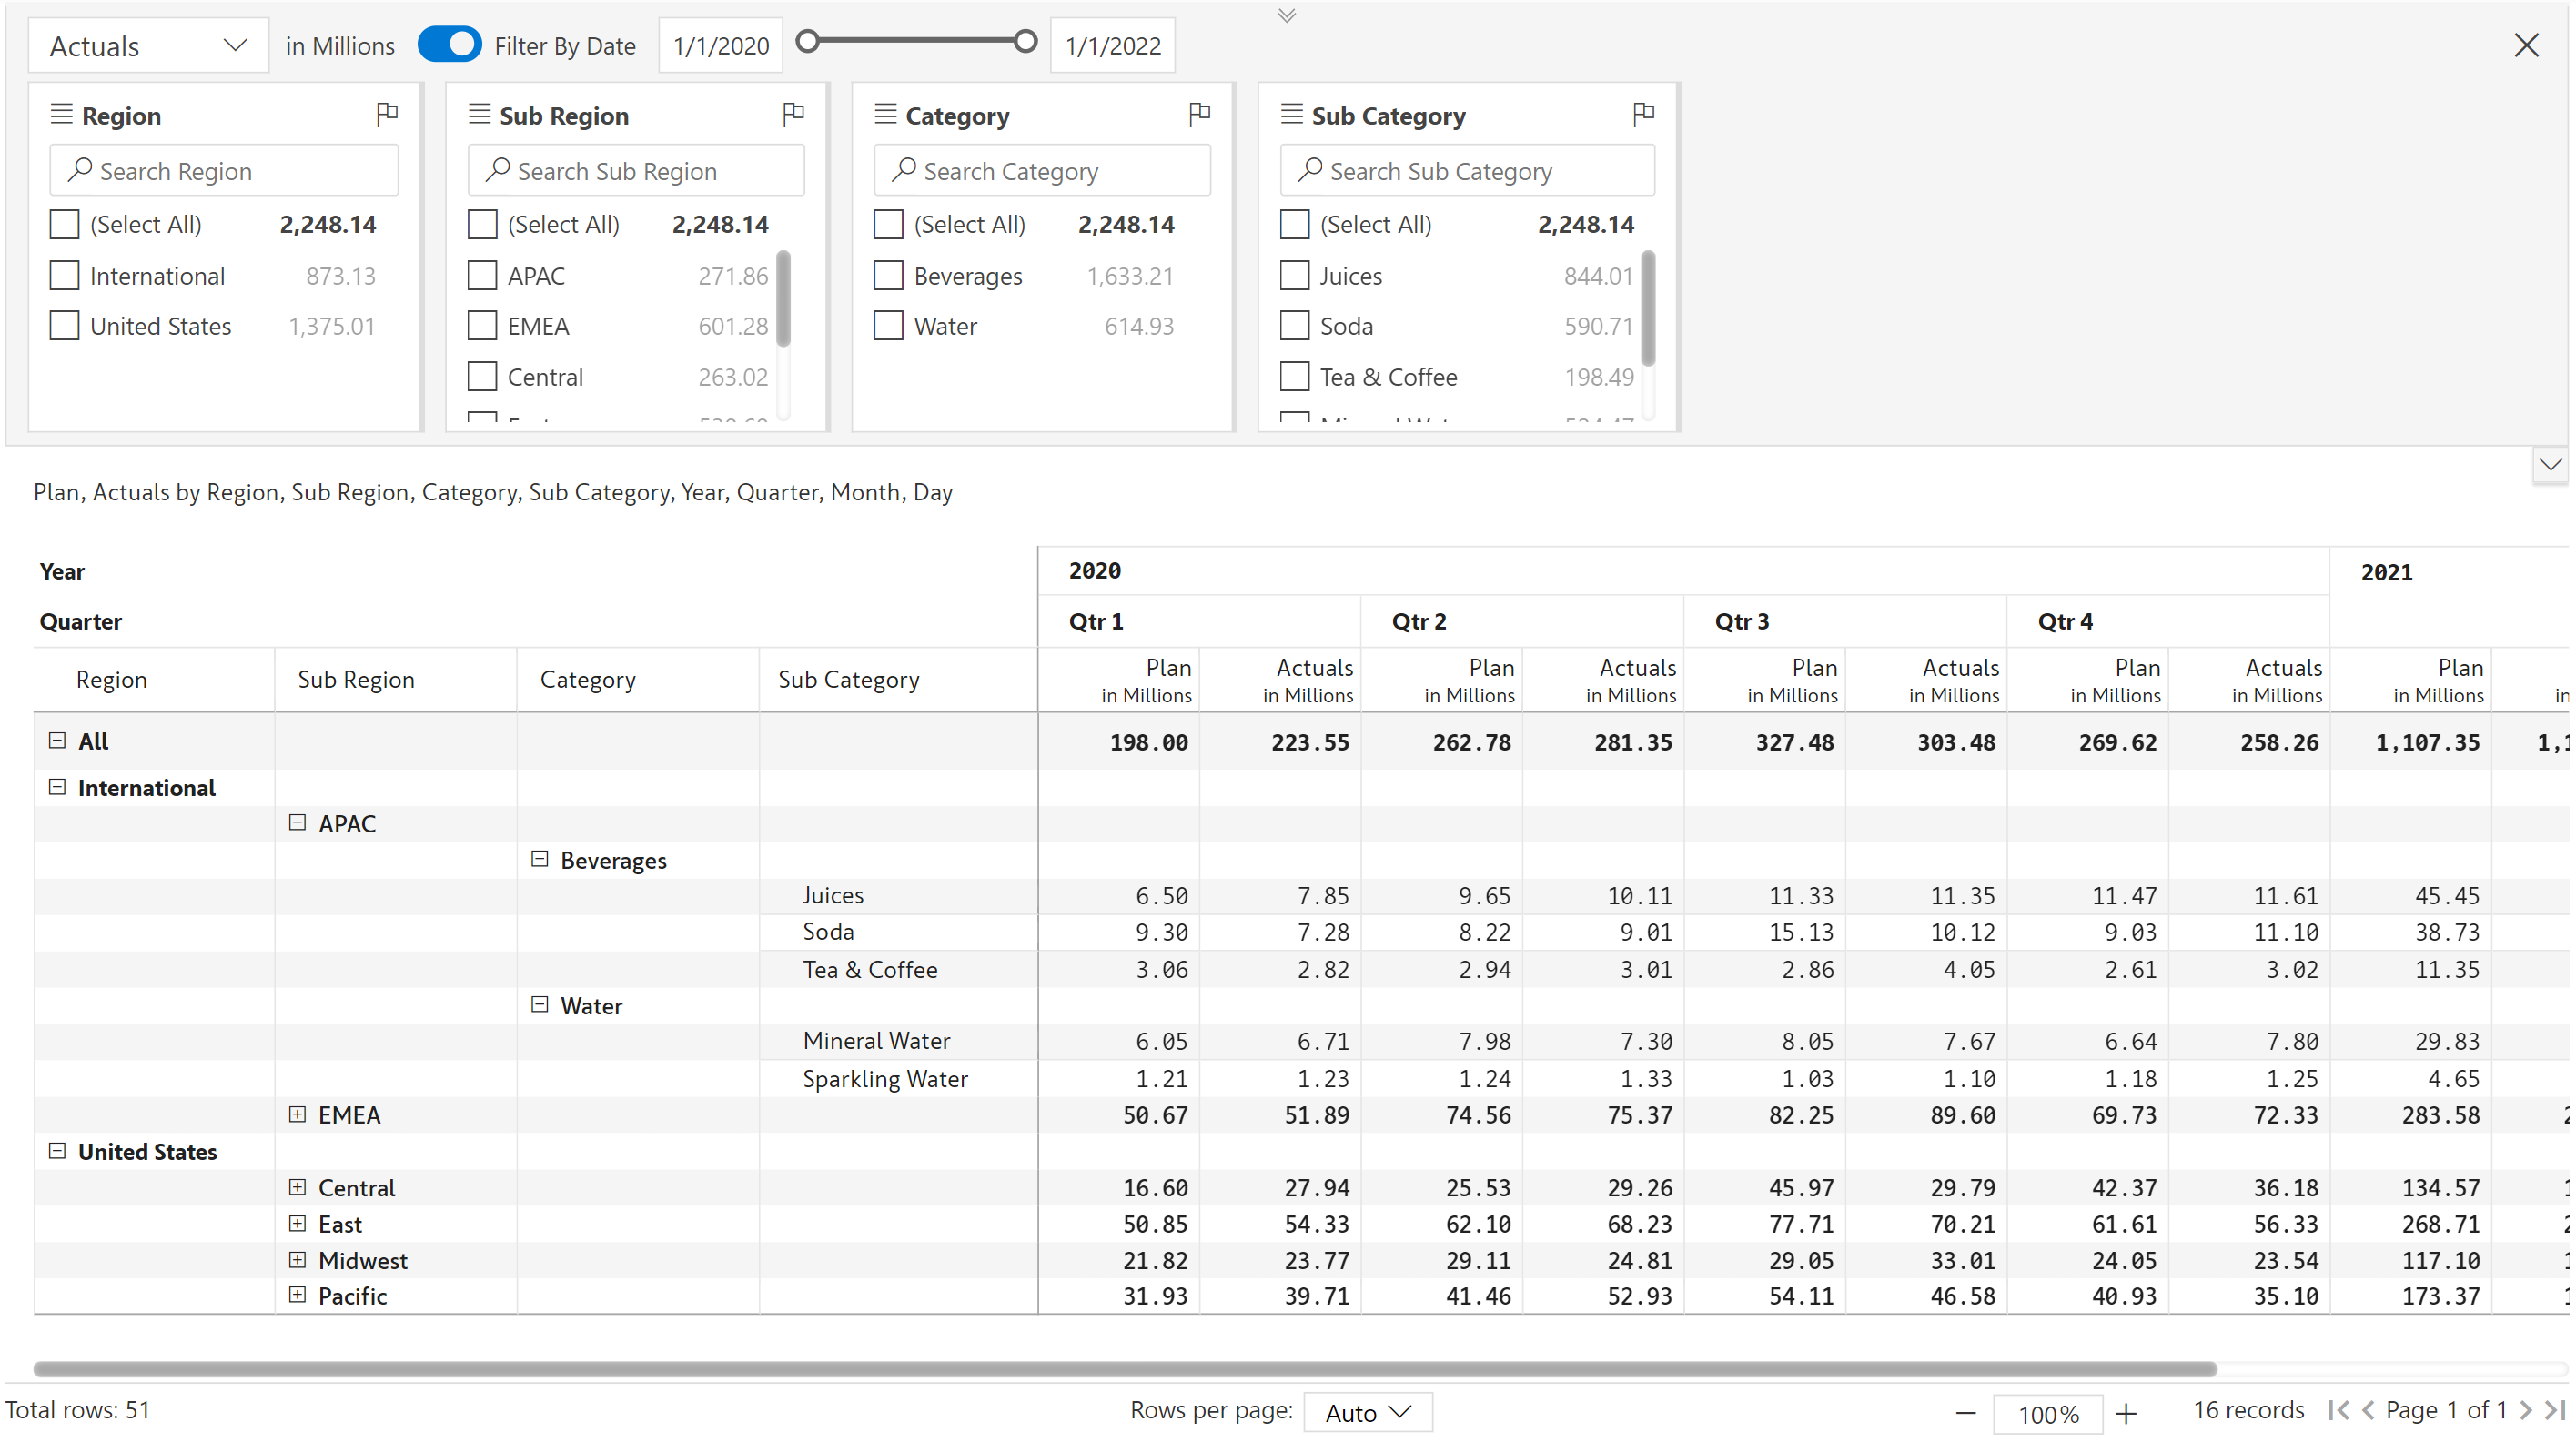 Actuals in Millions Filter By Date 1/1/2020 1/1/2022
Region Sub Region Category Sub Category
Search Region Search Sub Region Search Category Search Sub Category
(Select All) 2,248.14 (Select All) 2,248.14 (Select All) 2,248.14 (Select All) 2,248.14
International 873.13 APAC 271.86 Beverages 1,633.21 Juices 844.01
United States 1,375.01 EMEA 601.28 Water 614.93 Soda 590.71
Central 263.02 Tea & Coffee 198.49
Plan, Actuals by Region, Sub Region, Category, Sub Category, Year, Quarter, Month, Day
Year 2020 2021
Quarter Qtr 1 Qtr 2 Qtr 3 Qtr 4
Region Sub Region Category Sub Category Plan Actuals Plan Actuals Plan Actuals Plan Actuals Plan
in Millions in Millions in Millions in Millions in Millions in Millions in Millions in Millions in Millions
All 198.00 223.55 262.78 281.35 327.48 303.48 269.62 258.26 1,107.35
International
APAC
Beverages
Juices 6.50 7.85 9.65 10.11 11.33 11.35 11.47 11.61 45.45
Soda 9.30 7.28 8.22 9.01 15.13 10.12 9.03 11.10 38.73
Tea & Coffee 3.06 2.82 2.94 3.01 2.86 4.05 2.61 3.02 11.35
Water
Mineral Water 6.05 6.71 7.98 7.30 8.05 7.67 6.64 7.80 29.83
Sparkling Water 1.21 1.23 1.24 1.33 1.03 1.10 1.18 1.25 4.65
EMEA 50.67 51.89 74.56 75.37 82.25 89.60 69.73 72.33 283.58
United States
Central 16.60 27.94 25.53 29.26 45.97 29.79 42.37 36.18 134.57
East 50.85 54.33 62.10 68.23 77.71 70.21 61.61 56.33 268.71
Midwest 21.82 23.77 29.11 24.81 29.05 33.01 24.05 23.54 117.10
Pacific 31.93 39.71 41.46 52.93 54.11 46.58 40.93 35.10 173.37
Total rows: 51 Rows per page: Auto 100% 16 records Page 1 of 1